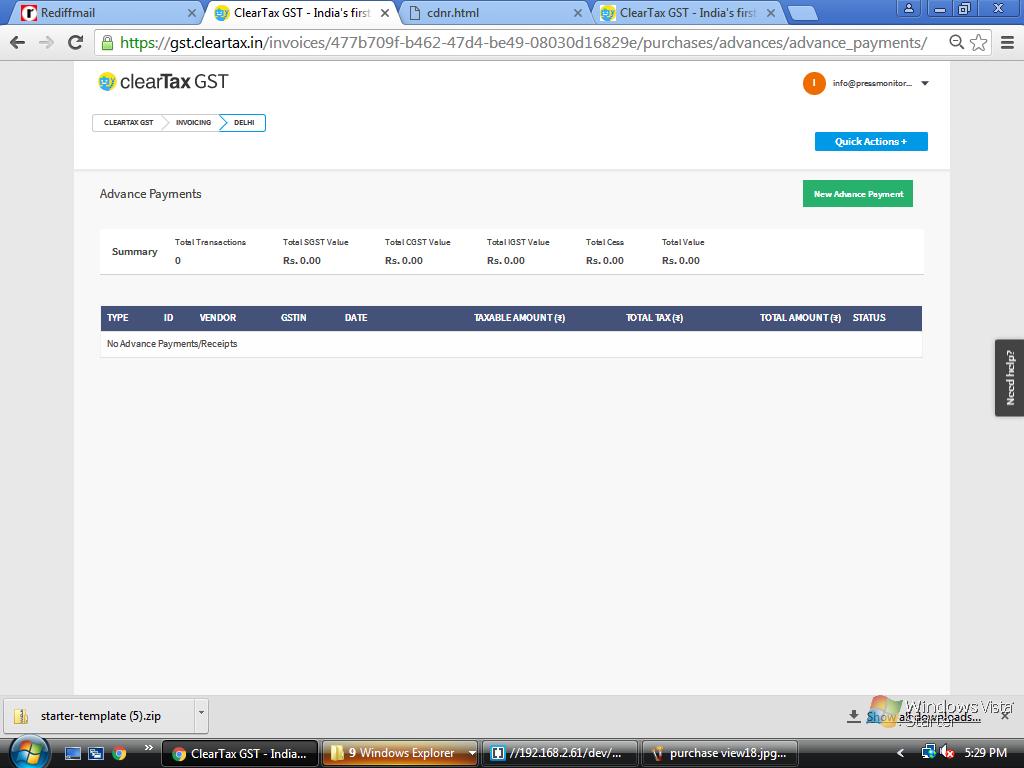 Rediffmail
ClearTax GST - India's first
cdnr.html
ClearTax GST - India's first
https://gst.cleartax.in/invoices/477b709f-b462-47d4-be49-08030d16829e/purchases/advances/advance_payments/
clearTax GST
I info@pressmonitor...
CLEARTAX GST INVOICING DELHI
Quick Actions +
Advance Payments
New Advance Payment
Summary
Total Transactions Total SGST Value Total CGST Value Total IGST Value Total Cess Total Value
0 Rs. 0.00 Rs. 0.00 Rs. 0.00 Rs. 0.00 Rs. 0.00
TYPE ID VENDOR GSTIN DATE TAXABLE AMOUNT (₹) TOTAL TAX (₹) TOTAL AMOUNT (₹) STATUS
No Advance Payments/Receipts
Need help?
starter-template (5).zip
Show all downloads...
Windows Vista
Starter
ClearTax GST - India...
9 Windows Explorer
//192.168.2.61/dev/...
purchase view18.jpg...
5:29 PM